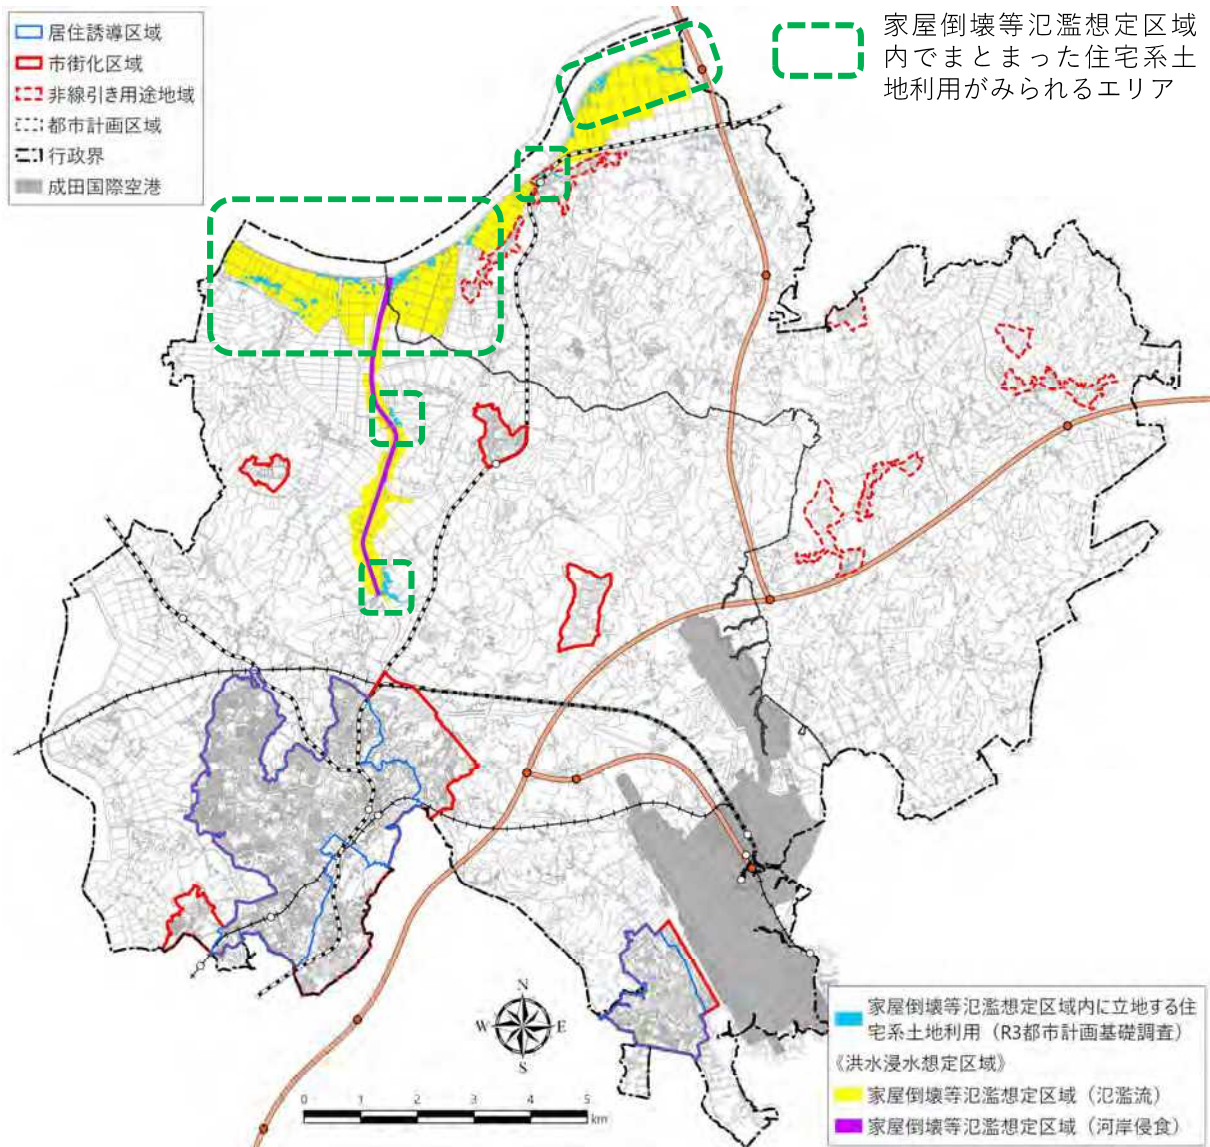 居住誘導区域
市街化区域
非線引き用途地域
都市計画区域
行政界
成田国際空港
家屋倒壊等氾濫想定区域
内でまとまった住宅系土
地利用がみられるエリア
N
W
E
S
0
1
2
3
4
5
km
家屋倒壊等氾濫想定区域内に立地する住
宅系土地利用（R3都市計画基礎調査）
《洪水浸水想定区域》
家屋倒壊等氾濫想定区域（氾濫流）
家屋倒壊等氾濫想定区域（河岸侵食）